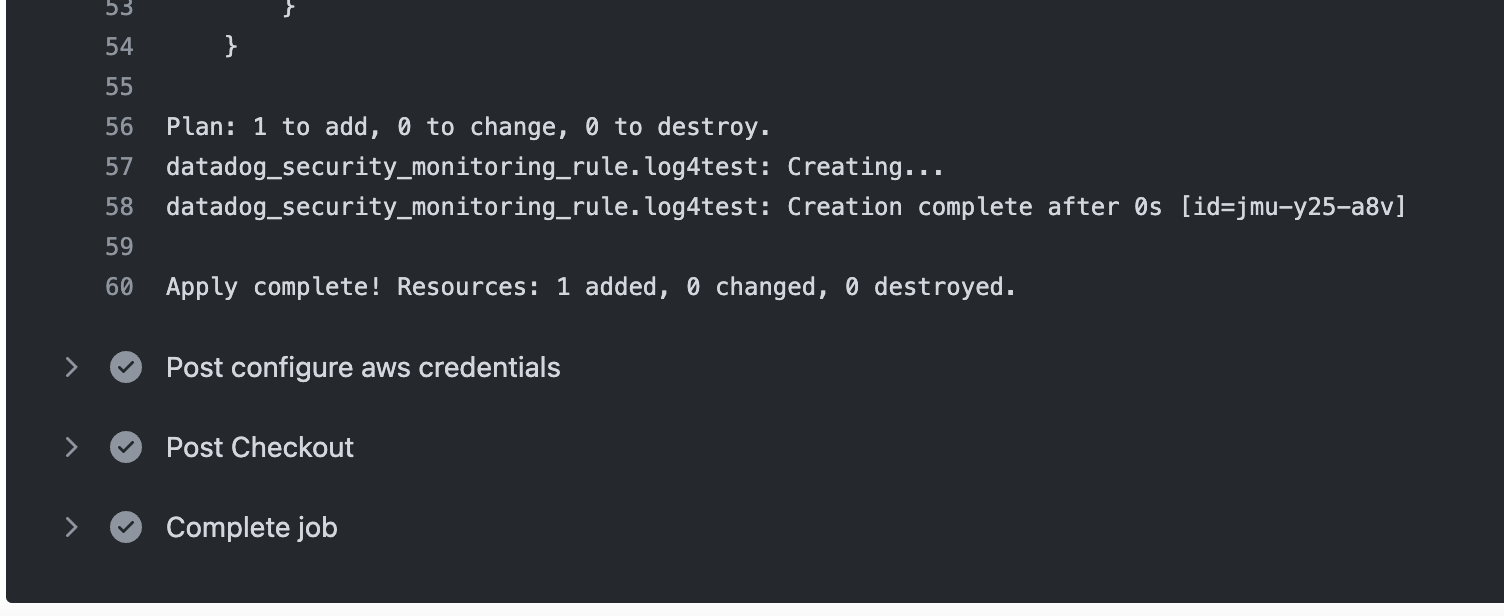 53 }
54 }
55
56 Plan: 1 to add, 0 to change, 0 to destroy.
57 datadog_security_monitoring_rule.log4test: Creating...
58 datadog_security_monitoring_rule.log4test: Creation complete after 0s [id=jmu-y25-a8v]
59
60 Apply complete! Resources: 1 added, 0 changed, 0 destroyed.
Post configure aws credentials
Post Checkout
Complete job